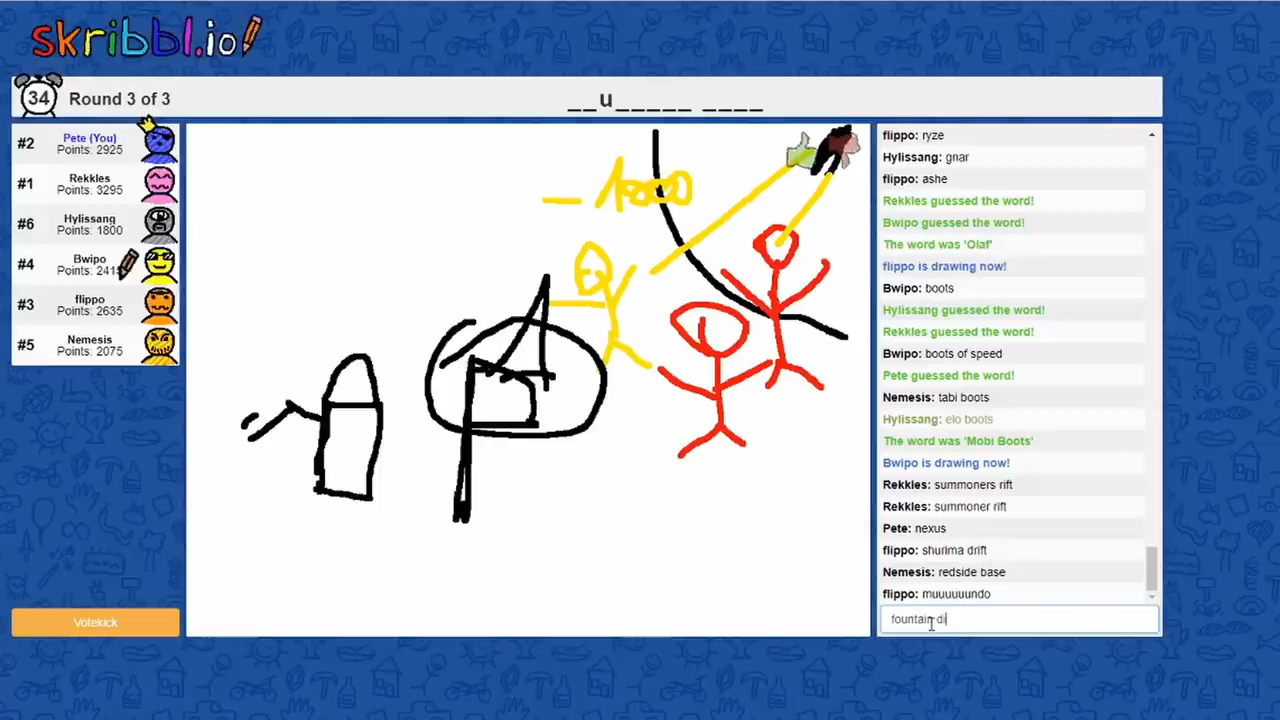 skribbl.io
34 Round 3 of 3
__u_____ ____
#2 Pete (You)
Points: 2925
#1 Rekkles
Points: 3295
#6 Hylissang
Points: 1800
#4 Bwipo
Points: 2415
#3 flippo
Points: 2635
#5 Nemesis
Points: 2075
Votekick
- 1000
flippo: ryze
Hylissang: gnar
flippo: ashe
Rekkles guessed the word!
Bwipo guessed the word!
The word was 'Olaf'
flippo is drawing now!
Bwipo: boots
Hylissang guessed the word!
Rekkles guessed the word!
Bwipo: boots of speed
Pete guessed the word!
Nemesis: tabi boots
Hylissang: elo boots
The word was 'Mobi Boots'
Bwipo is drawing now!
Rekkles: summoners rift
Rekkles: summoner rift
Pete: nexus
flippo: shurima drift
Nemesis: redside base
flippo: muuuuuundo
fountain di